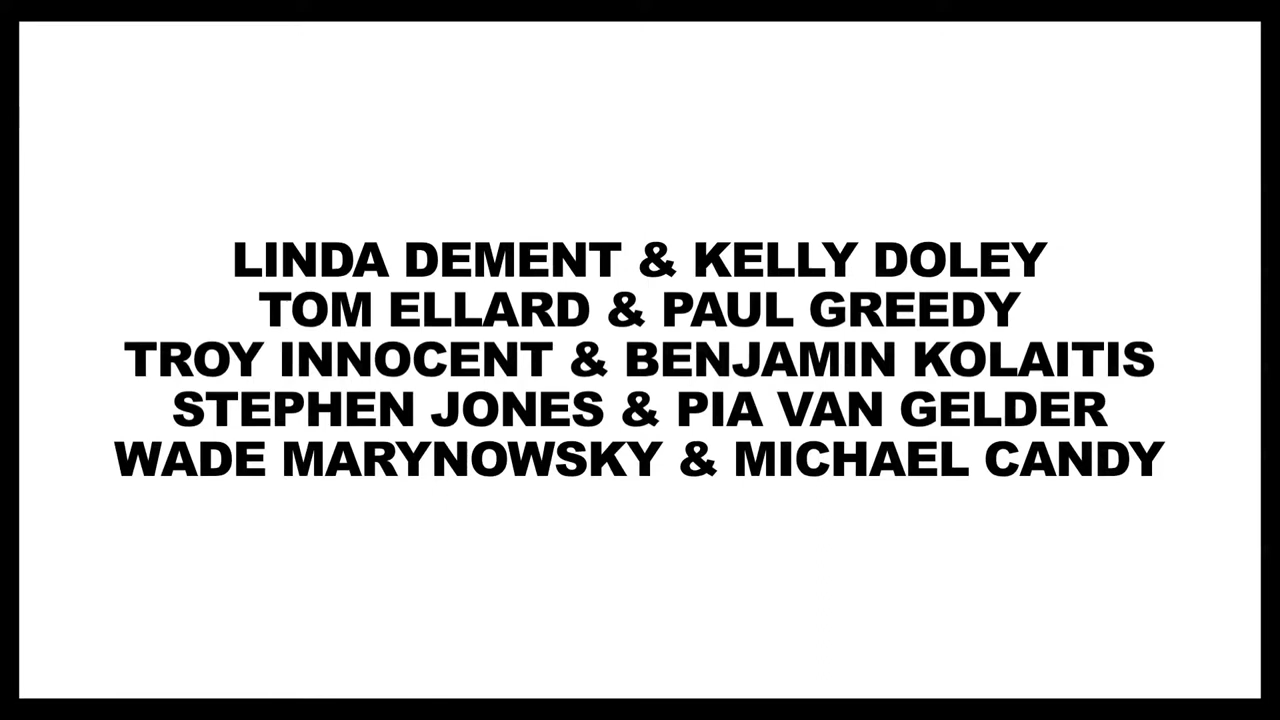 LINDA DEMENT & KELLY DOLEY
TOM ELLARD & PAUL GREEDY
TROY INNOCENT & BENJAMIN KOLAITIS
STEPHEN JONES & PIA VAN GELDER
WADE MARYNOWSKY & MICHAEL CANDY